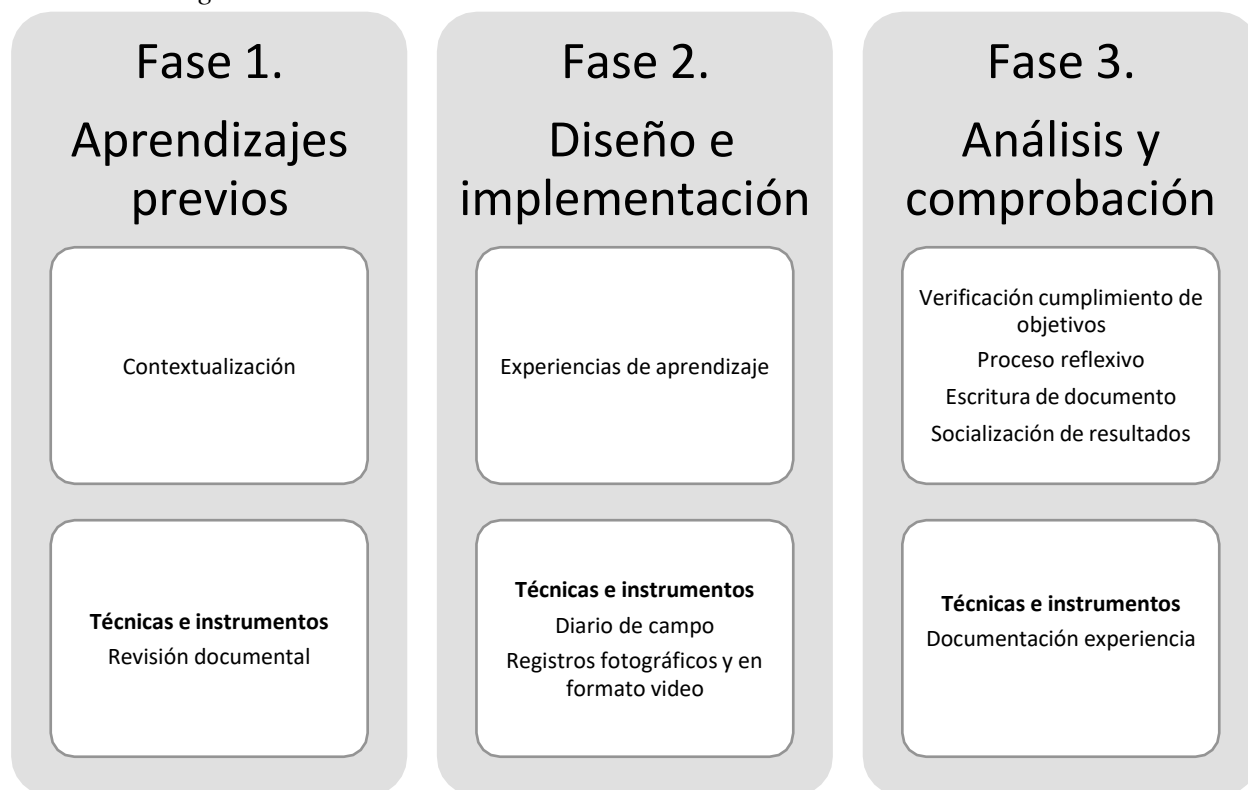 Fase 1.
Aprendizajes
previos
Contextualización
Técnicas e instrumentos
Revisión documental
Fase 2.
Diseño e
implementación
Experiencias de aprendizaje
Técnicas e instrumentos
Diario de campo
Registros fotográficos y en
formato video
Fase 3.
Análisis y
comprobación
Verificación cumplimiento de
objetivos
Proceso reflexivo
Escritura de documento
Socialización de resultados
Técnicas e instrumentos
Documentación experiencia